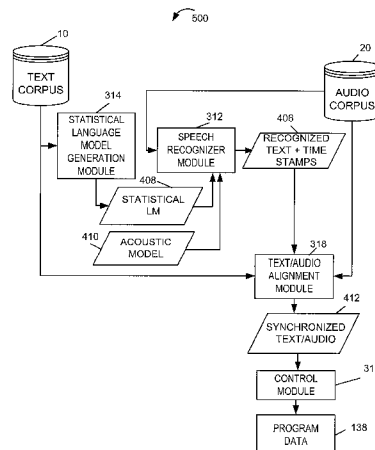 500
10
20
TEXT
CORPUS
AUDIO
CORPUS
314
STATISTICAL
LANGUAGE
MODEL
GENERATION
MODULE
312
SPEECH
RECOGNIZER
MODULE
406
RECOGNIZED
TEXT + TIME
STAMPS
408
STATISTICAL
LM
410
ACOUSTIC
MODEL
318
TEXT/AUDIO
ALIGNMENT
MODULE
412
SYNCHRONIZED
TEXT/AUDIO
CONTROL
MODULE
31
PROGRAM
DATA
138